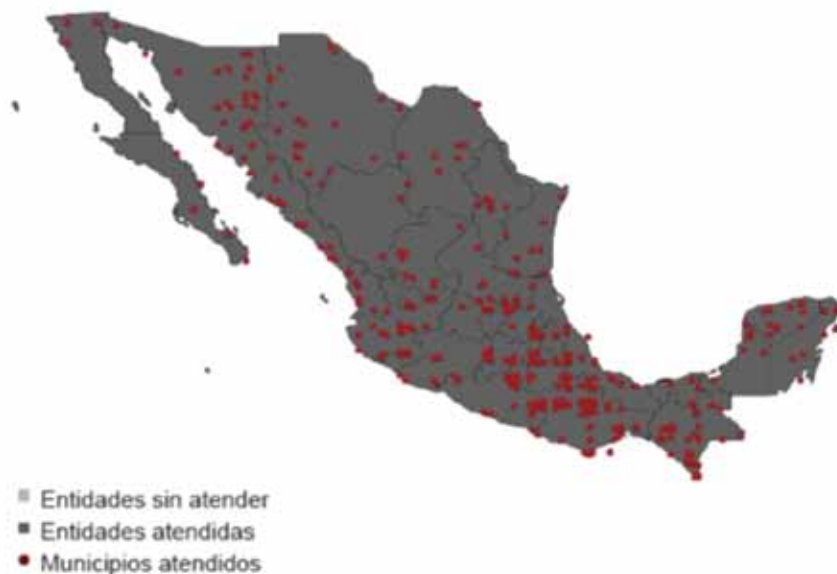 Entidades sin atender
Entidades atendidas
Municipios atendidos